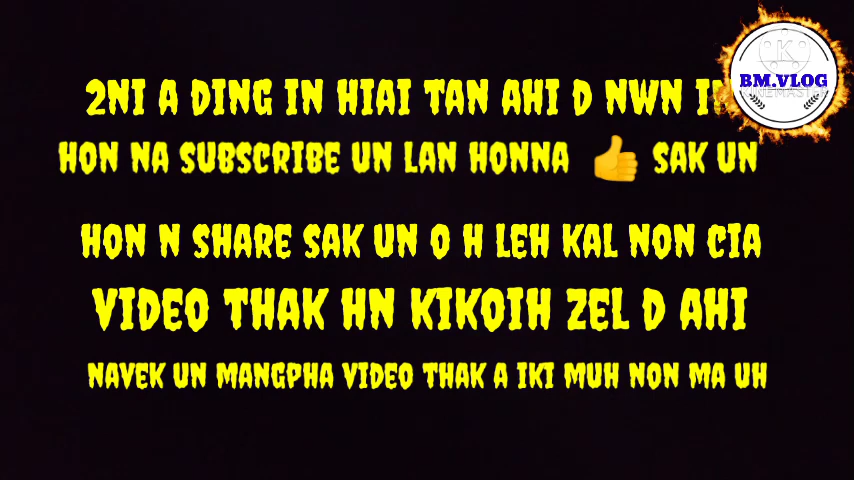 2NI A DING IN HIAI TAN AHI D NWN
HON NA SUBSCRIBE UN LAN HONNA 👍 SAK UN
HON N SHARE SAK UN O H LEH KAL NON CIA
VIDEO THAK HN KIKOIH ZEL D AHI
NAVEK UN MANGPHA VIDEO THAK A IKI MUH NON MA UH
BM.VLOG
KINEMASTER